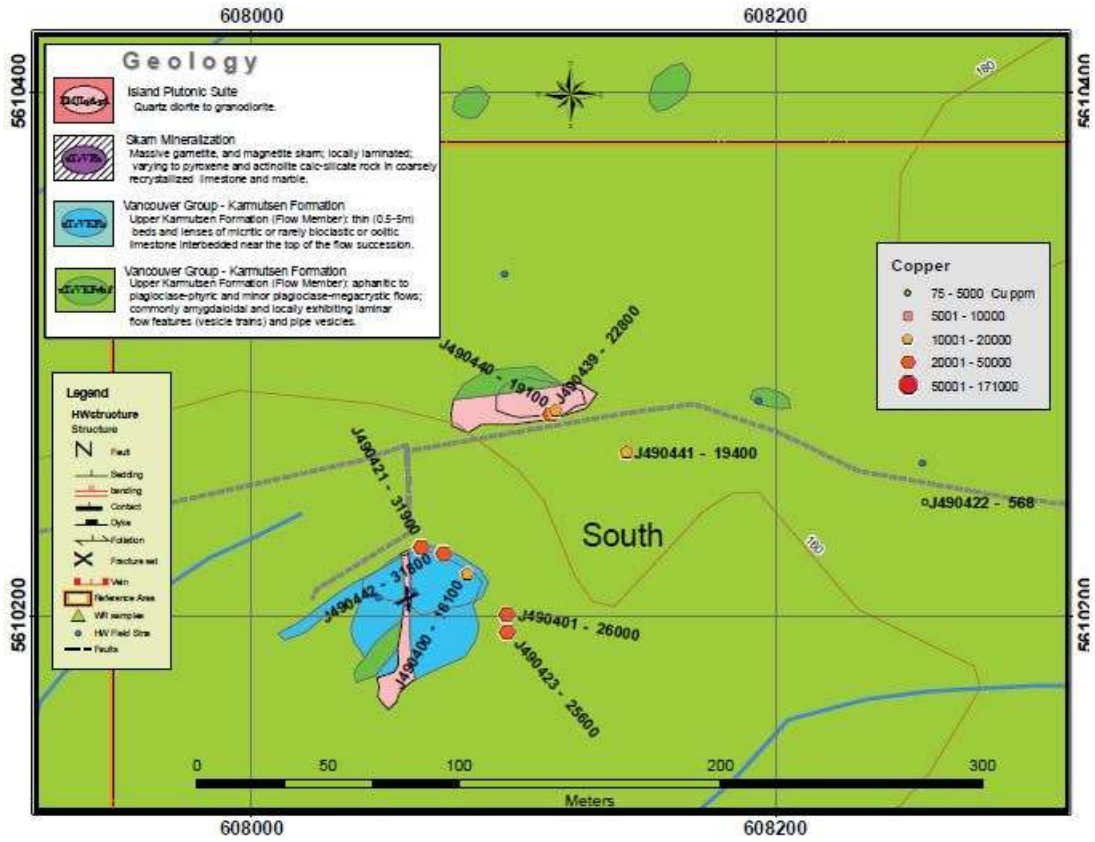 608000
608200
5610400
5610400
Geology
Island Plutonic Suite
Quartz diorite to granodiorite.
Skarn Mineralization
Massive garnetite, and magnetite skarn; locally laminated;
varying to pyroxene and actinolite calc-silicate rock in coarsely
recrystallized limestone and marble.
Vancouver Group - Karmutsen Formation
Upper Karmutsen Formation (Flow Member): thin (0.5-5m)
beds and lenses of micritic or rarely bioclastic or oolitic
limestone interbedded near the top of the flow succession.
Vancouver Group - Karmutsen Formation
Upper Karmutsen Formation (Flow Member): aphanitic to
plagioclase-phyric and minor plagioclase-megacrystic flows;
commonly amygdaloidal and locally exhibiting laminar
flow features (vesicle trains) and pipe vesicles.
180
Copper
75 - 5000 Cu ppm
5001 - 10000
10001 - 20000
20001 - 50000
50001 - 171000
J490440 - 19100
J490439 - 22800
Legend
HWstructure
Structure
Fault
Bedding
banding
Contact
Dyke
Foliation
Fracture set
Vein
Reference Area
WR samples
HW Field Stns
Faults
J490421 - 31900
J490441 - 19400
J490422 - 568
South
160
J490442 - 31800
J490400 - 16100
J490401 - 26000
J490423 - 25600
5610200
5610200
0
50
100
200
300
Meters
608000
608200